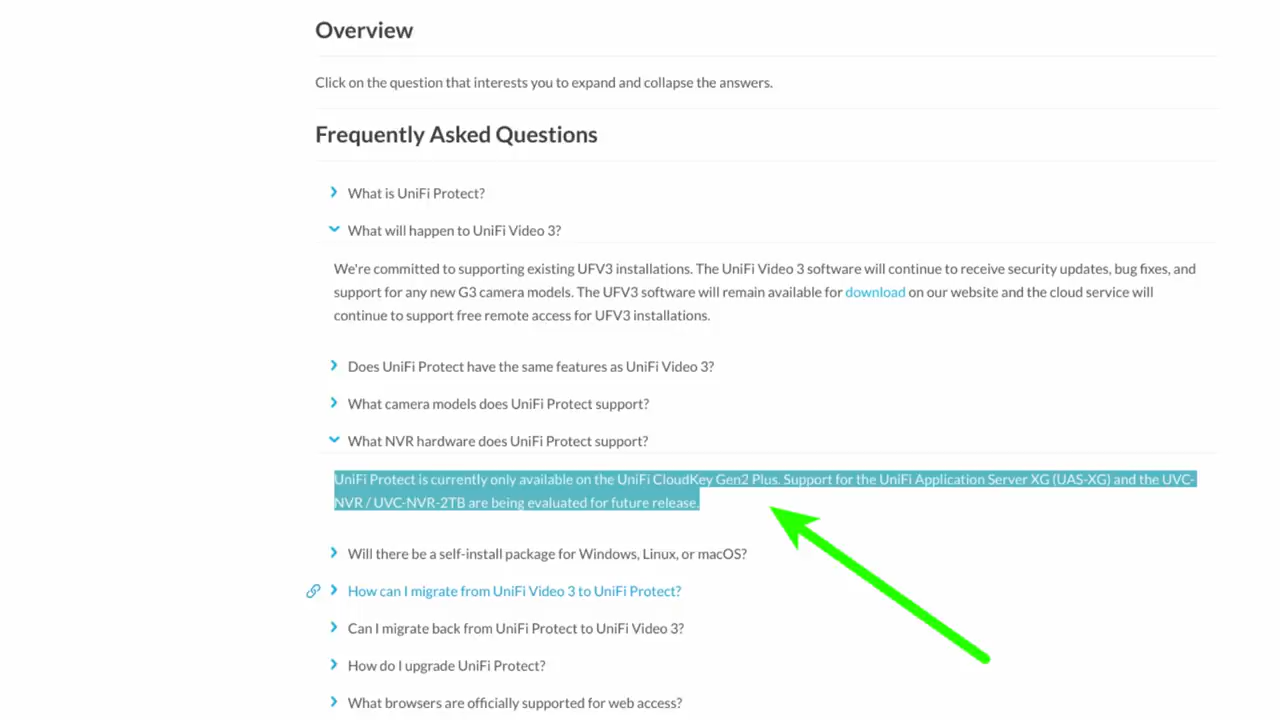 Overview
Click on the question that interests you to expand and collapse the answers.
Frequently Asked Questions
What is UniFi Protect?
What will happen to UniFi Video 3?
We're committed to supporting existing UFV3 installations. The UniFi Video 3 software will continue to receive security updates, bug fixes, and
support for any new G3 camera models. The UFV3 software will remain available for download on our website and the cloud service will
continue to support free remote access for UFV3 installations.
Does UniFi Protect have the same features as UniFi Video 3?
What camera models does UniFi Protect support?
What NVR hardware does UniFi Protect support?
UniFi Protect is currently only available on the UniFi CloudKey Gen2 Plus. Support for the UniFi Application Server XG (UAS-XG) and the UVC-
NVR / UVC-NVR-2TB are being evaluated for future release.
Will there be a self-install package for Windows, Linux, or macOS?
How can I migrate from UniFi Video 3 to UniFi Protect?
Can I migrate back from UniFi Protect to UniFi Video 3?
How do I upgrade UniFi Protect?
What browsers are officially supported for web access?